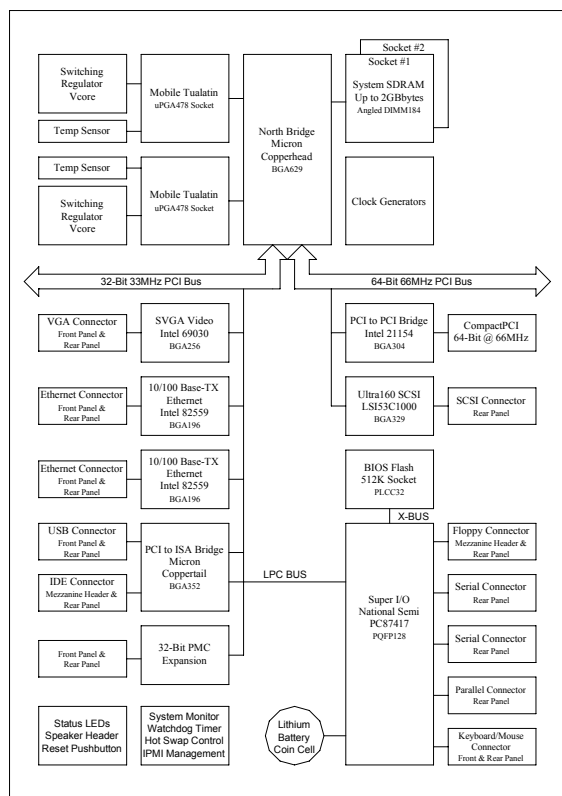 Socket #2
Socket #1
System SDRAM
Up to 2GBbytes
Angled DIMM184
Switching
Regulator
Vcore
Mobile Tualatin
uPGA478 Socket
Temp Sensor
North Bridge
Micron
Copperhead
BGA629
Temp Sensor
Mobile Tualatin
uPGA478 Socket
Switching
Regulator
Vcore
Clock Generators
32-Bit 33MHz PCI Bus
64-Bit 66MHz PCI Bus
VGA Connector
Front Panel &
Rear Panel
SVGA Video
Intel 69030
BGA256
PCI to PCI Bridge
Intel 21154
BGA304
CompactPCI
64-Bit @ 66MHz
Ethernet Connector
Front Panel &
Rear Panel
10/100 Base-TX
Ethernet
Intel 82559
BGA196
Ultra160 SCSI
LSI53C1000
BGA329
SCSI Connector
Rear Panel
Ethernet Connector
Front Panel &
Rear Panel
10/100 Base-TX
Ethernet
Intel 82559
BGA196
BIOS Flash
512K Socket
PLCC32
X-BUS
USB Connector
Front Panel &
Rear Panel
PCI to ISA Bridge
Micron
Coppertail
BGA352
IDE Connector
Mezzanine Header &
Rear Panel
LPC BUS
Super I/O
National Semi
PC87417
PQFP128
Floppy Connector
Mezzanine Header &
Rear Panel
Serial Connector
Rear Panel
Serial Connector
Rear Panel
Front Panel &
Rear Panel
32-Bit PMC
Expansion
Parallel Connector
Rear Panel
Status LEDs
Speaker Header
Reset Pushbutton
System Monitor
Watchdog Timer
Hot Swap Control
IPMI Management
Lithium
Battery
Coin Cell
Keyboard/Mouse
Connector
Front & Rear Panel